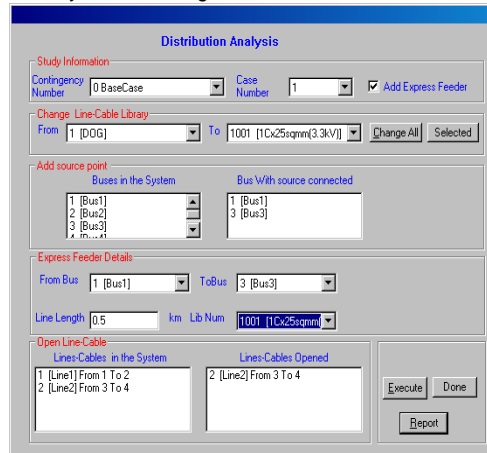 Distribution Analysis
Study Information
Contingency Number 0 BaseCase Case Number 1 Add Express Feeder
Change Line-Cable Library
From 1 [DOG] To 1001 [1Cx25sqmm(3.3kV)] Change All Selected
Add source point
Buses in the System Bus With source connected
1 [Bus1] 1 [Bus1]
2 [Bus2] 3 [Bus3]
3 [Bus3]
Express Feeder Details
From Bus 1 [Bus1] ToBus 3 [Bus3]
Line Length 0.5 km Lib Num 1001 [1Cx25sqmm(
Open Line-Cable
Lines-Cables in the System Lines-Cables Opened
1 [Line1] From 1 To 2 2 [Line2] From 3 To 4
2 [Line2] From 3 To 4
Execute Done
Report